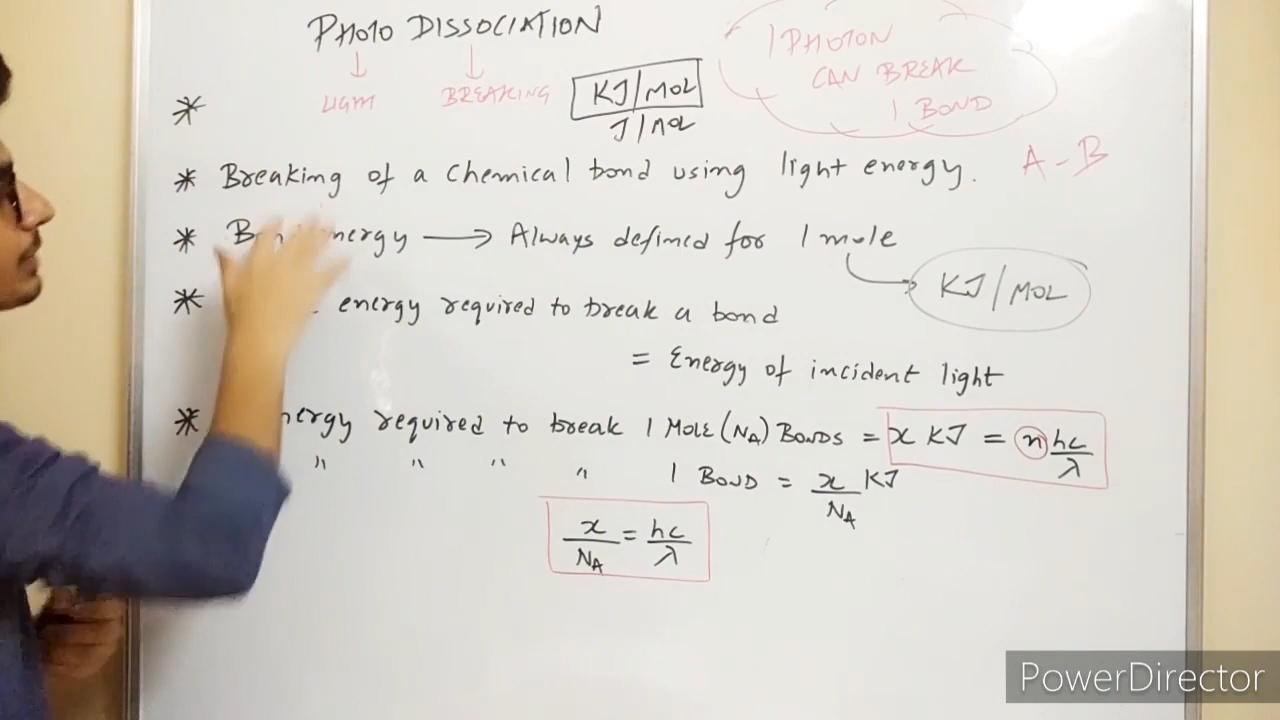 PHOTO DISSOCIATION
↓ ↓
LIGHT BREAKING
KJ/MOL
J/MOL
1 PHOTON
CAN BREAK
1 BOND
*
* Breaking of a chemical bond using light energy.
A - B
* energy → Always defined for 1 mole
KJ/MOL
* energy required to break a bond
= Energy of incident light
* required to break 1 MOLE (NA) BONDS = x KJ = n hc/λ
" " " " 1 BOND = x/NA KJ
x/NA = hc/λ
PowerDirector